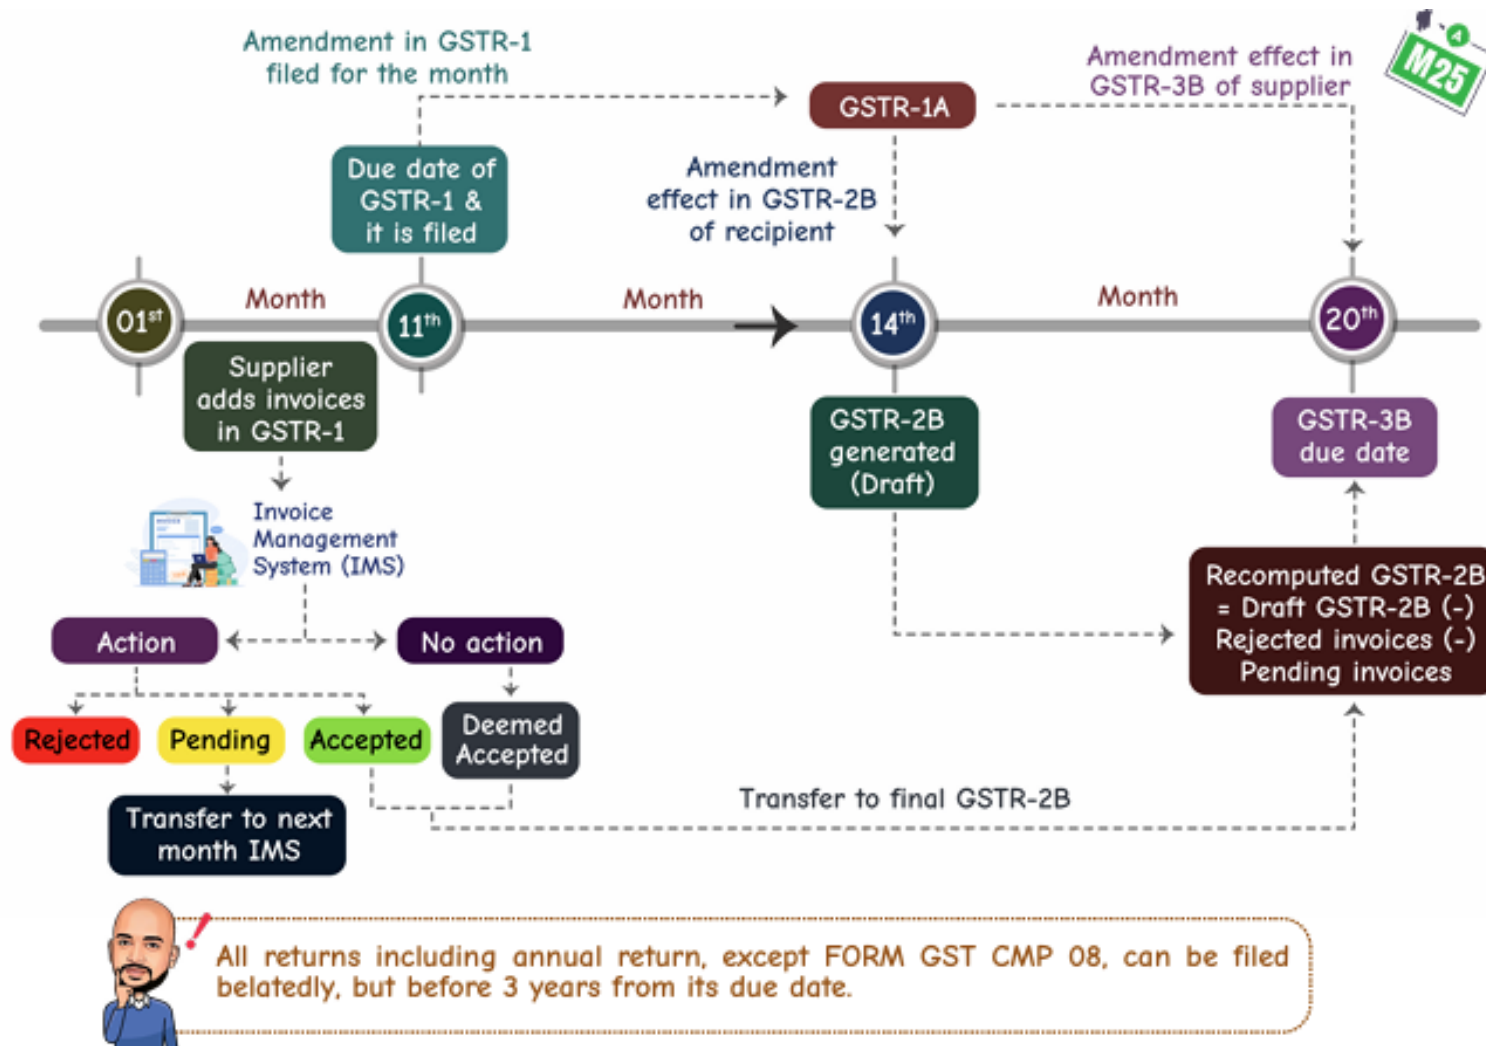 Amendment in GSTR-1
filed for the month
Amendment effect in
GSTR-3B of supplier
4
M25
GSTR-1A
Due date of
GSTR-1 &
it is filed
Amendment
effect in GSTR-2B
of recipient
Month
Month
Month
01st
11th
14th
20th
Supplier
adds invoices
in GSTR-1
GSTR-2B
generated
(Draft)
GSTR-3B
due date
Invoice
Management
System (IMS)
Recomputed GSTR-2B
= Draft GSTR-2B (-)
Rejected invoices (-)
Pending invoices
Action
No action
Rejected
Pending
Accepted
Deemed
Accepted
Transfer to next
month IMS
Transfer to final GSTR-2B
All returns including annual return, except FORM GST CMP 08, can be filed
belatedly, but before 3 years from its due date.